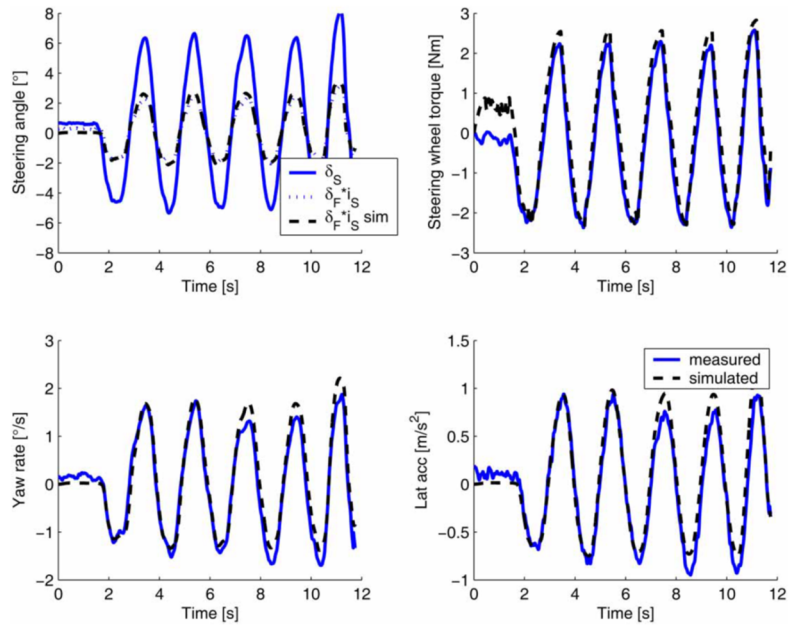 8
6
4
2
0
−2
−4
−6
−8
Steering angle [°]
δS
δF*iS
δF*iS sim
0 2 4 6 8 10 12
Time [s]
3
2
1
0
−1
−2
−3
Steering wheel torque [Nm]
0 2 4 6 8 10 12
Time [s]
3
2
1
0
−1
−2
Yaw rate [°/s]
0 2 4 6 8 10 12
Time [s]
1.5
1
0.5
0
−0.5
−1
Lat acc [m/s²]
measured
simulated
0 2 4 6 8 10 12
Time [s]